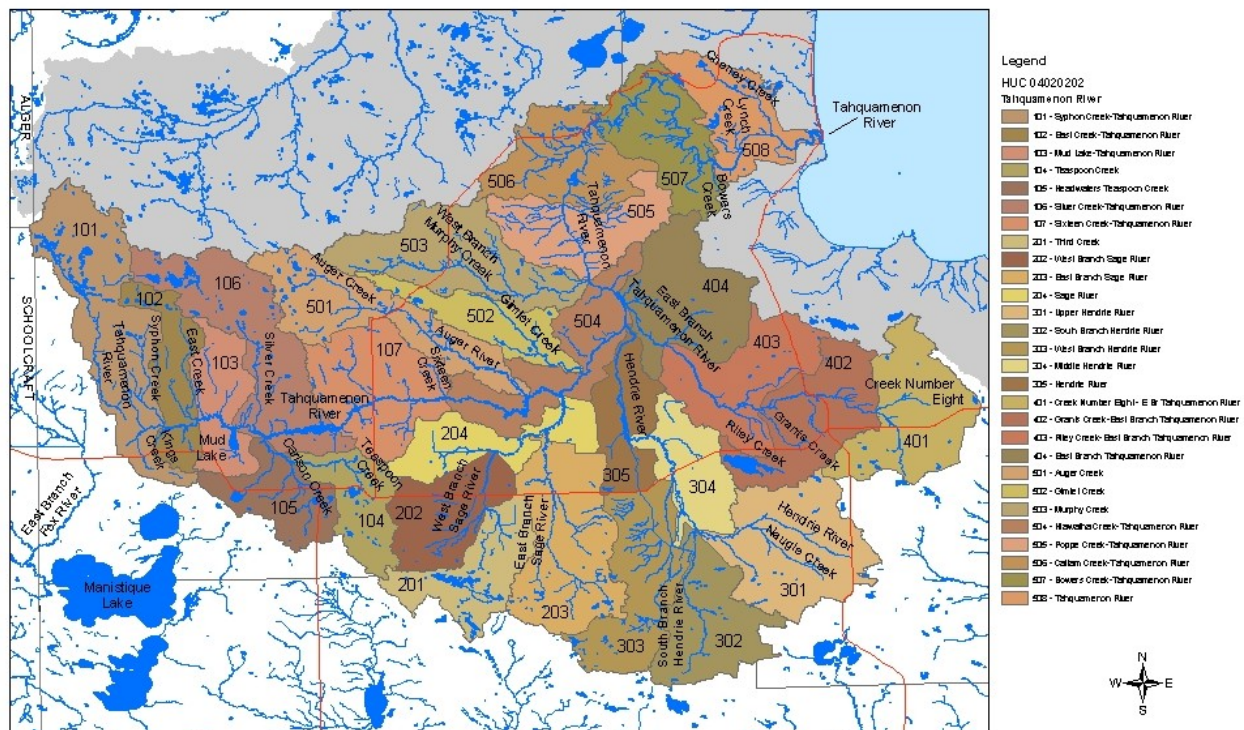 AUGER
SCHOOLCRAFT
Cheney Creek
Lynch
Creek
508
Tahquamenon
River
506
507
Bowers
Creek
Tahquamenon
River
505
101
503
West Branch
Murphy Creek
106
Auger Creek
501
102
Gimlet Creek
502
504
404
East Branch
Tahquamenon River
Tahquamenon
River
Syphon Creek
East Creek
103
Silver Creek
107
Sixteen
Creek
Auger River
403
402
Creek Number
Eight
Hendrie River
Tahquamenon
River
Kings
Creek
Mud
Lake
Carson Creek
Teaspoon
Creek
204
Riley Creek
Grants Creek
401
East Branch
Fox River
105
104
202
West Branch
Sage River
305
304
Hendrie River
Naugle Creek
East Branch
Sage River
Manistique
Lake
201
203
301
303
South Branch
Hendrie River
302
Legend
HUC 04020202
Tahquamenon River
101 - Syphon Creek-Tahquamenon River
102 - East Creek-Tahquamenon River
103 - Mud Lake-Tahquamenon River
104 - Teaspoon Creek
105 - Headwaters Teaspoon Creek
106 - Silver Creek-Tahquamenon River
107 - Sixteen Creek-Tahquamenon River
201 - Third Creek
202 - West Branch Sage River
203 - East Branch Sage River
204 - Sage River
301 - Upper Hendrie River
302 - South Branch Hendrie River
303 - West Branch Hendrie River
304 - Middle Hendrie River
305 - Hendrie River
401 - Creek Number Eight - E Br Tahquamenon River
402 - Grants Creek-East Branch Tahquamenon River
403 - Riley Creek-East Branch Tahquamenon River
404 - East Branch Tahquamenon River
501 - Auger Creek
502 - Gimlet Creek
503 - Murphy Creek
504 - Hiawatha Creek-Tahquamenon River
505 - Poppe Creek-Tahquamenon River
506 - Callam Creek-Tahquamenon River
507 - Bowers Creek-Tahquamenon River
508 - Tahquamenon River
N
W E
S